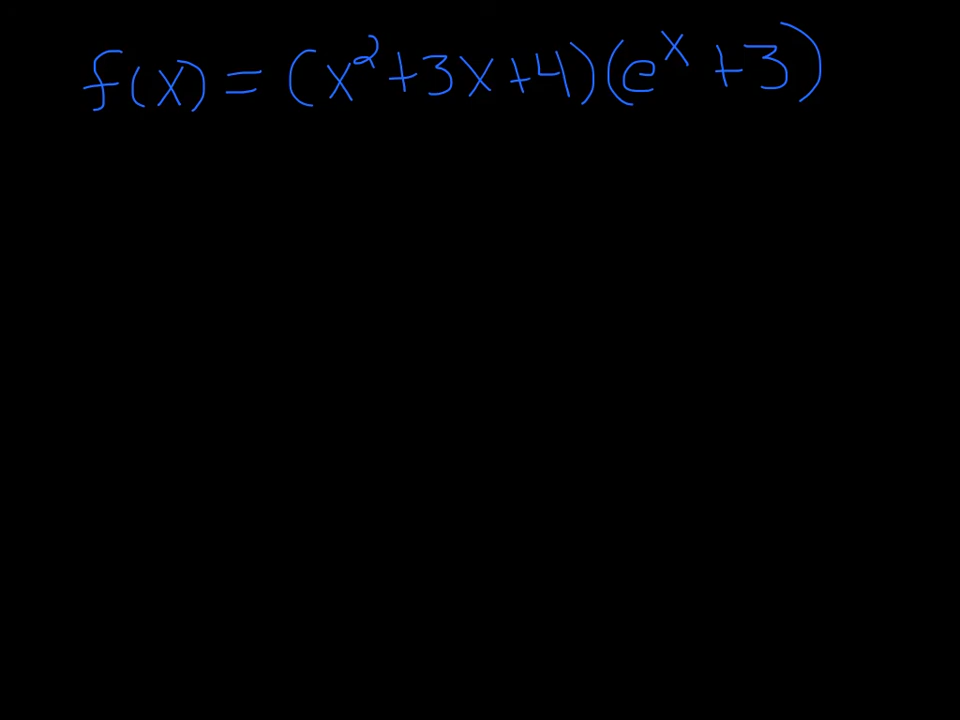 f(x) = (x²+3x+4)(eˣ+3)